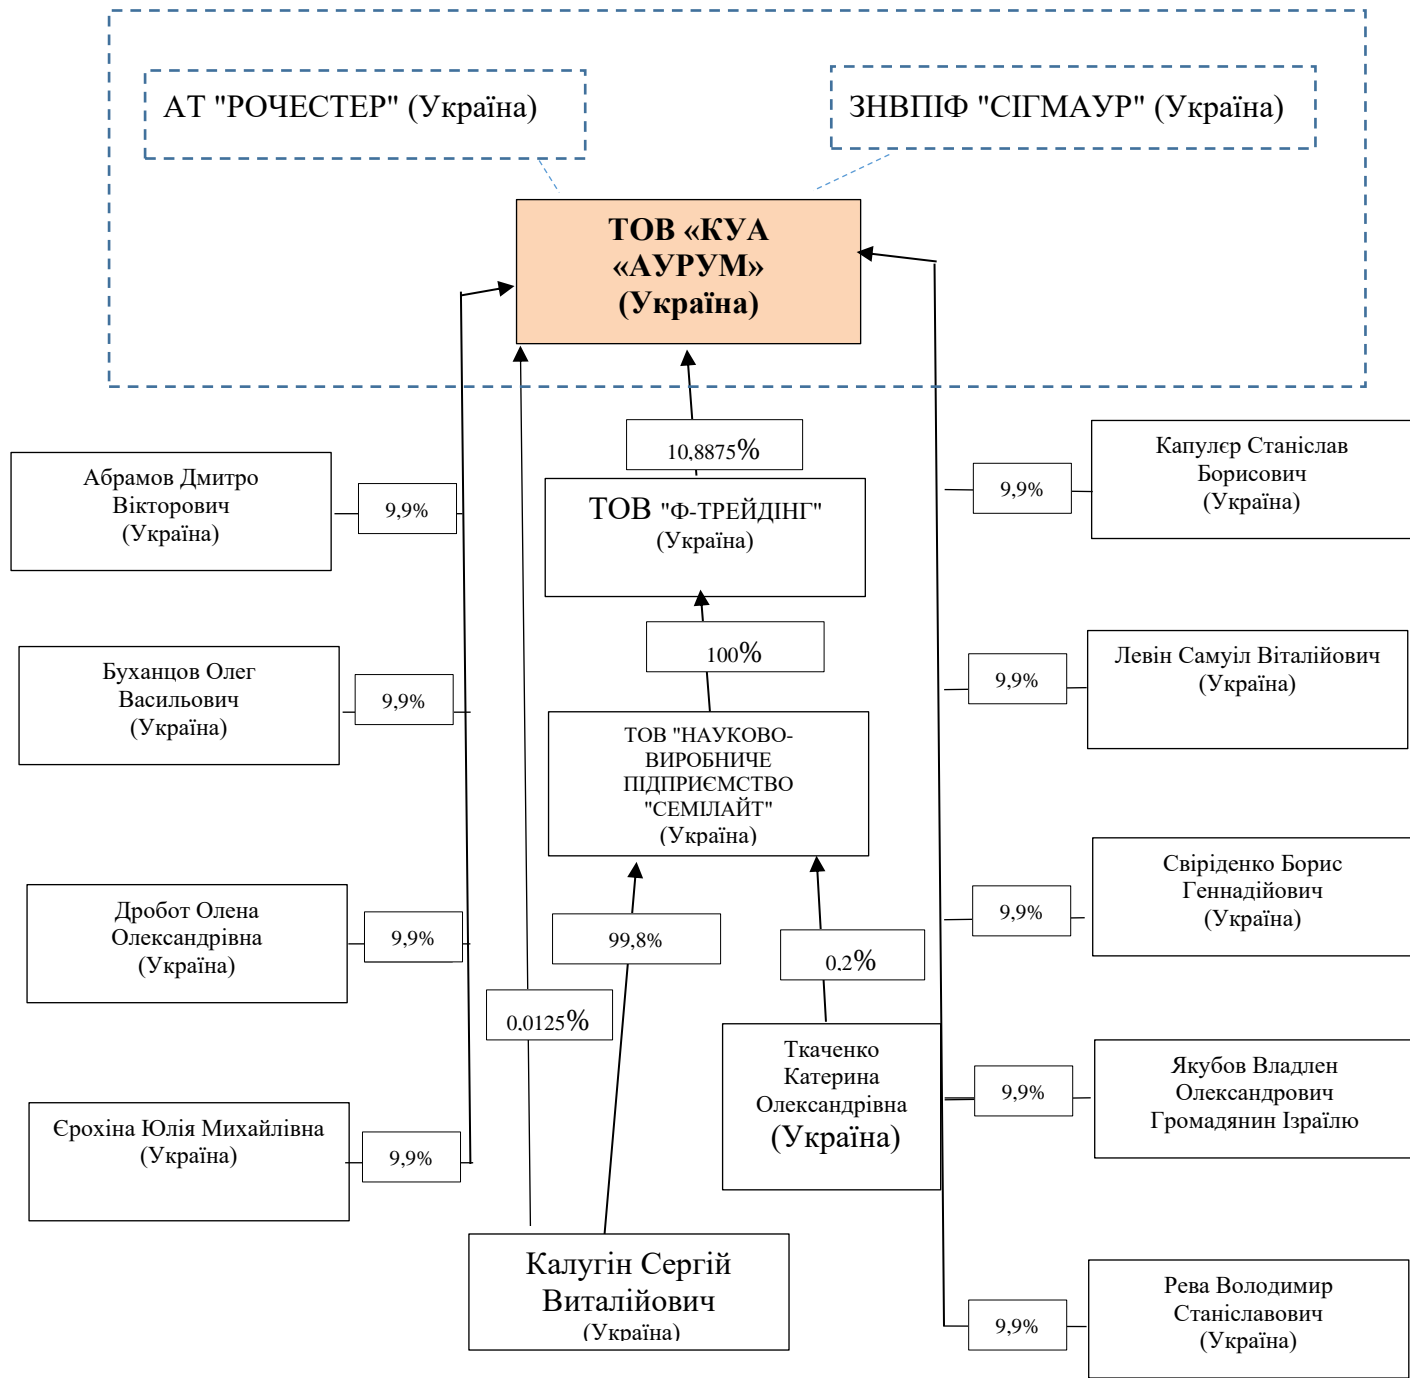 АТ "РОЧЕСТЕР" (Україна)
ЗНВПІФ "СІГМАУР" (Україна)
ТОВ «КУА
«АУРУМ»
(Україна)
10,8875%
ТОВ "Ф-ТРЕЙДІНГ"
(Україна)
100%
ТОВ "НАУКОВО-
ВИРОБНИЧЕ
ПІДПРИЄМСТВО
"СЕМІЛАЙТ"
(Україна)
Абрамов Дмитро
Вікторович
(Україна)
9,9%
Буханцов Олег
Васильович
(Україна)
9,9%
Дробот Олена
Олександрівна
(Україна)
9,9%
Єрохіна Юлія Михайлівна
(Україна)
9,9%
0,0125%
99,8%
0,2%
Калугін Сергій
Виталійович
(Україна)
Ткаченко
Катерина
Олександрівна
(Україна)
Капулєр Станіслав
Борисович
(Україна)
9,9%
Левін Самуіл Віталійович
(Україна)
9,9%
Свіріденко Борис
Геннадійович
(Україна)
9,9%
Якубов Владлен
Олександрович
Громадянин Ізраїлю
9,9%
Рева Володимир
Станіславович
(Україна)
9,9%